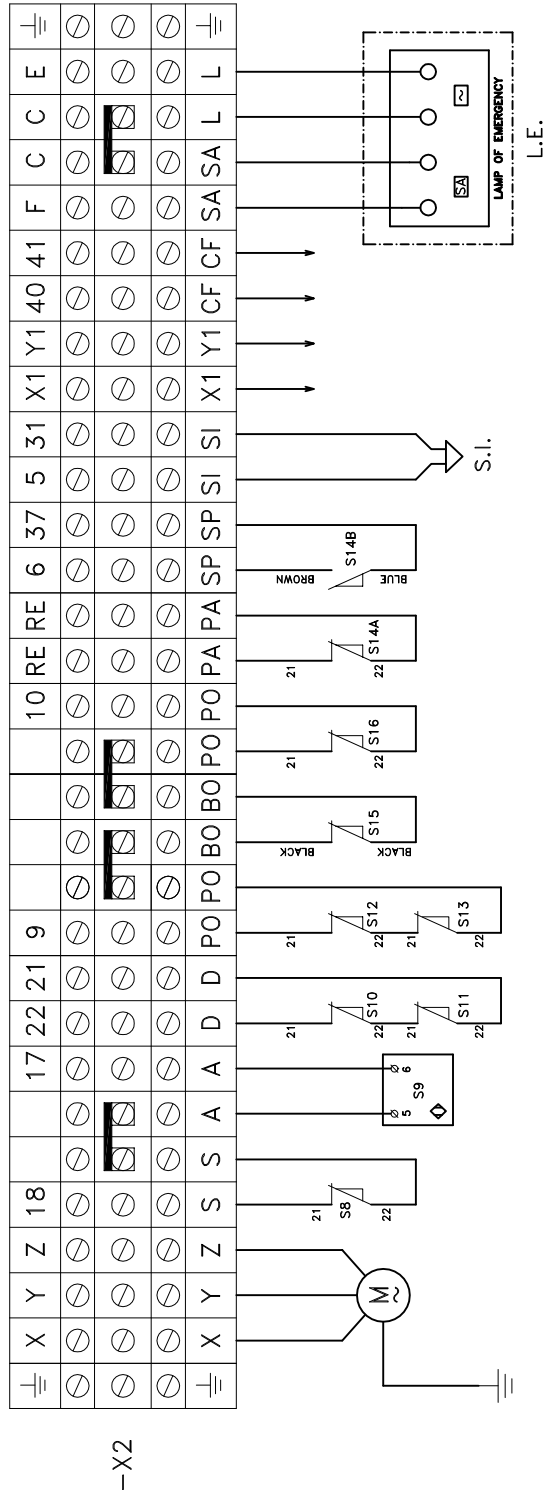 X Y Z 18 17 22 21 9 10 RE RE 6 37 5 31 X1 Y1 40 41 F C C E
-X2
X Y Z S S A A D D PO PO BO BO PO PO PA PA SP SP SI SI X1 Y1 CF CF SA SA L L
M
~
21
S8
22
5 6
S9
21
S10
22
21
S11
22
21
S12
22
21
S13
22
BLACK
S15
BLACK
21
S16
22
21
S14A
22
BROWN
S14B
BLUE
S.I.
SA ~
LAMP OF EMERGENCY
L.E.